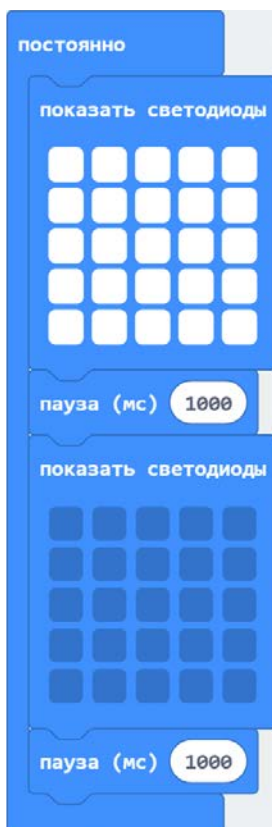 постоянно
показать светодиоды
пауза (мс) 1000
показать светодиоды
пауза (мс) 1000